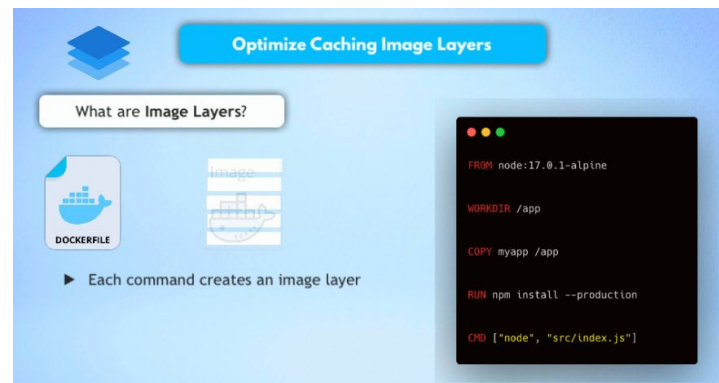 Optimize Caching Image Layers
What are Image Layers?
Image
DOCKERFILE
► Each command creates an image layer
FROM node:17.0.1-alpine
WORKDIR /app
COPY myapp /app
RUN npm install --production
CMD ["node", "src/index.js"]